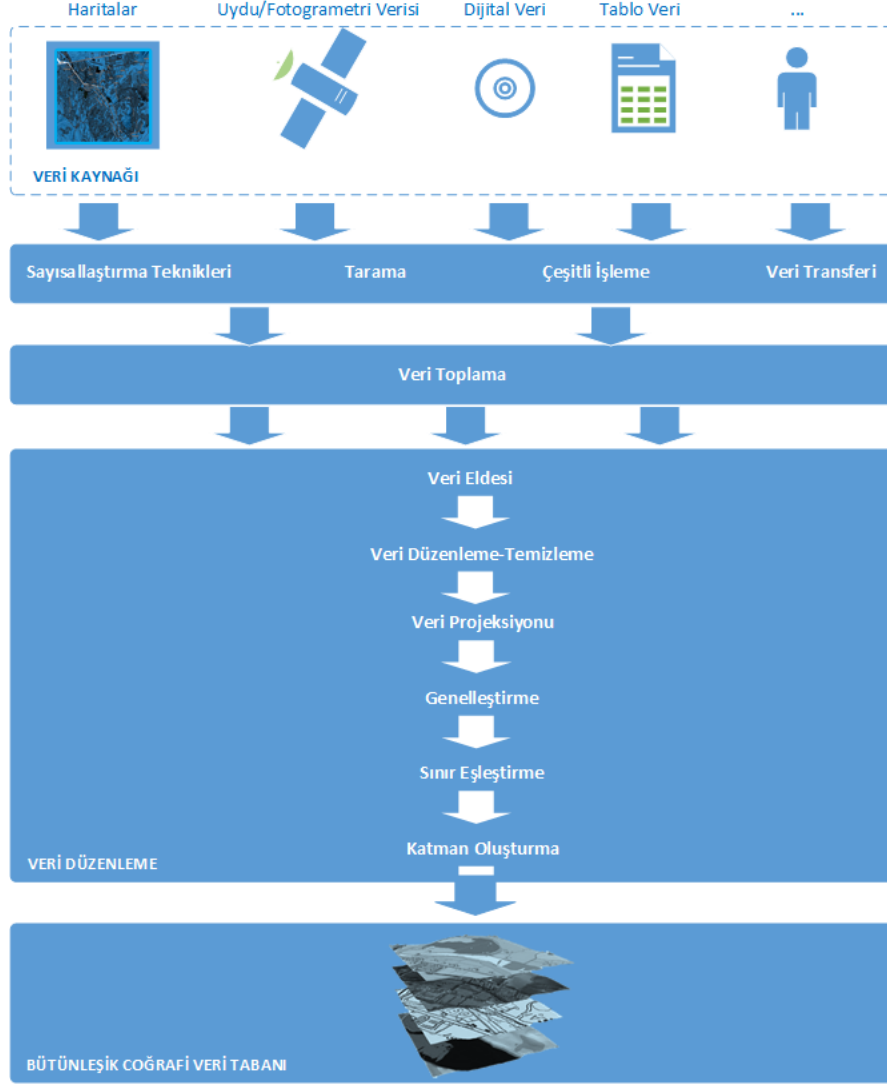 Haritalar Uydu/Fotogrametri Verisi Dijital Veri Tablo Veri ...
VERİ KAYNAĞI
Sayısallaştırma Teknikleri Tarama Çeşitli İşleme Veri Transferi
Veri Toplama
Veri Eldesi
Veri Düzenleme-Temizleme
Veri Projeksiyonu
Genelleştirme
Sınır Eşleştirme
Katman Oluşturma
VERİ DÜZENLEME
BÜTÜNLEŞİK COĞRAFİ VERİ TABANI